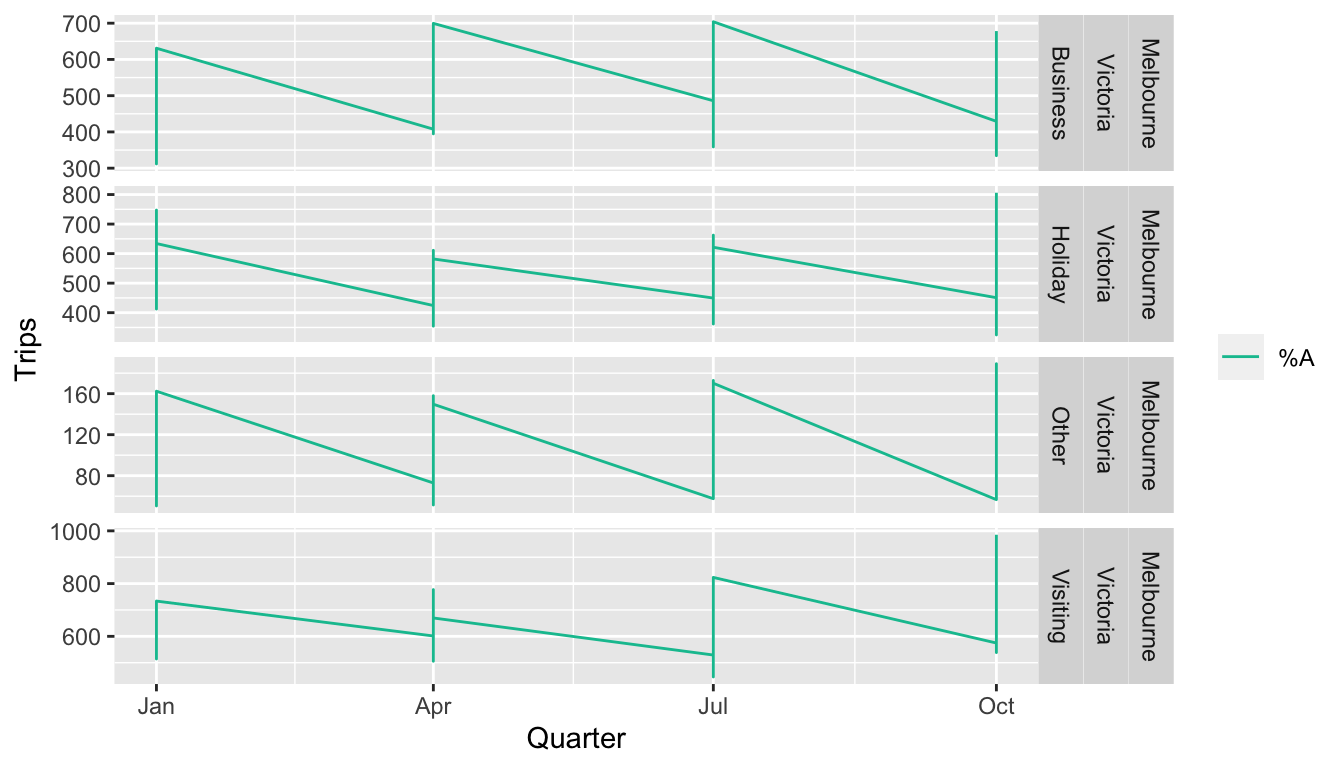 700
600
500
400
300
Business
Victoria
Melbourne
800
700
600
500
400
Holiday
Victoria
Melbourne
160
120
80
Other
Victoria
Melbourne
1000
800
600
Visiting
Victoria
Melbourne
Trips
Jan Apr Jul Oct
Quarter
%A